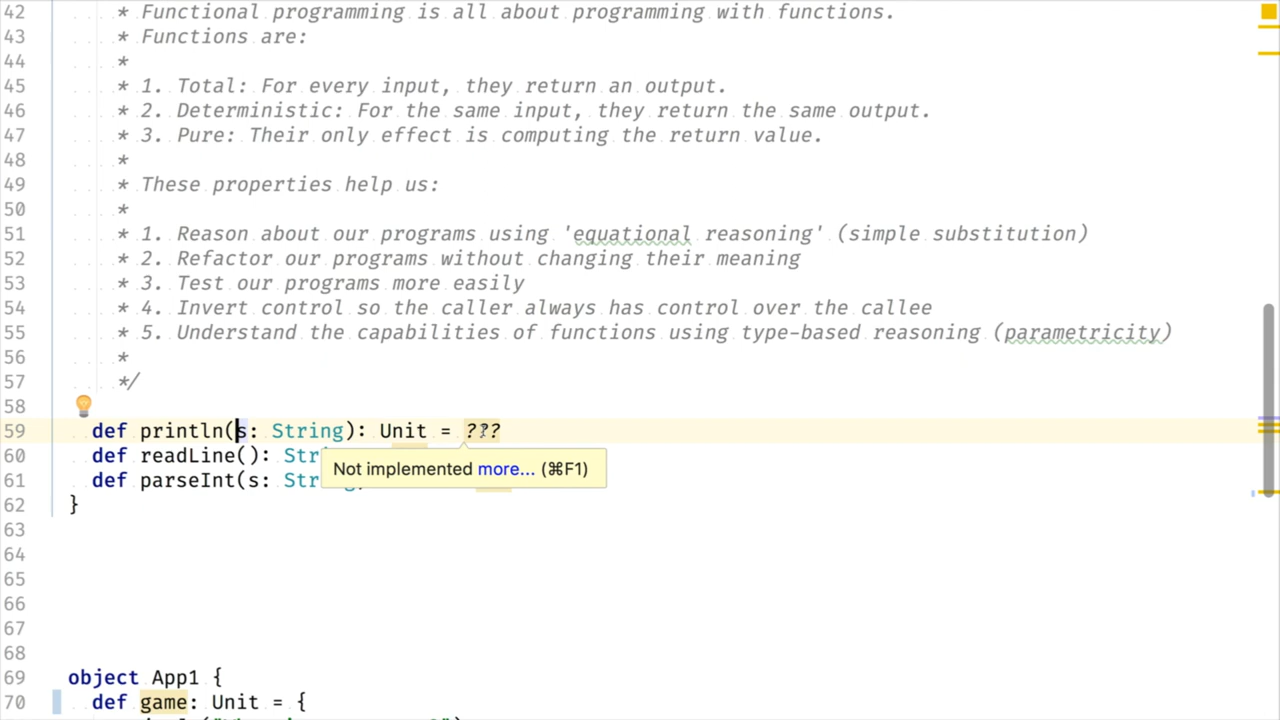 42 * Functional programming is all about programming with functions.
43 * Functions are:
44 *
45 * 1. Total: For every input, they return an output.
46 * 2. Deterministic: For the same input, they return the same output.
47 * 3. Pure: Their only effect is computing the return value.
48 *
49 * These properties help us:
50 *
51 * 1. Reason about our programs using 'equational reasoning' (simple substitution)
52 * 2. Refactor our programs without changing their meaning
53 * 3. Test our programs more easily
54 * 4. Invert control so the caller always has control over the callee
55 * 5. Understand the capabilities of functions using type-based reasoning (parametricity)
56 *
57 */
58
59 def println(s: String): Unit = ???
60 def readLine(): Stri
Not implemented more... (⌘F1)
61 def parseInt(s: Str
62 }
63
64
65
66
67
68
69 object App1 {
70 def game: Unit = {